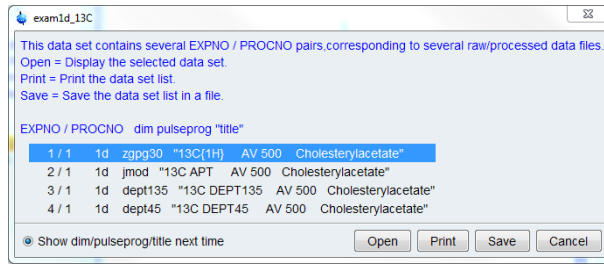 exam1d_13C
This data set contains several EXPNO / PROCNO pairs,corresponding to several raw/processed data files.
Open = Display the selected data set.
Print = Print the data set list.
Save = Save the data set list in a file.
EXPNO / PROCNO dim pulseprog "title"
1 / 1 1d zgpg30 "13C{1H} AV 500 Cholesterylacetate"
2 / 1 1d jmod "13C APT AV 500 Cholesterylacetate"
3 / 1 1d dept135 "13C DEPT135 AV 500 Cholesterylacetate"
4 / 1 1d dept45 "13C DEPT45 AV 500 Cholesterylacetate"
Show dim/pulseprog/title next time Open Print Save Cancel